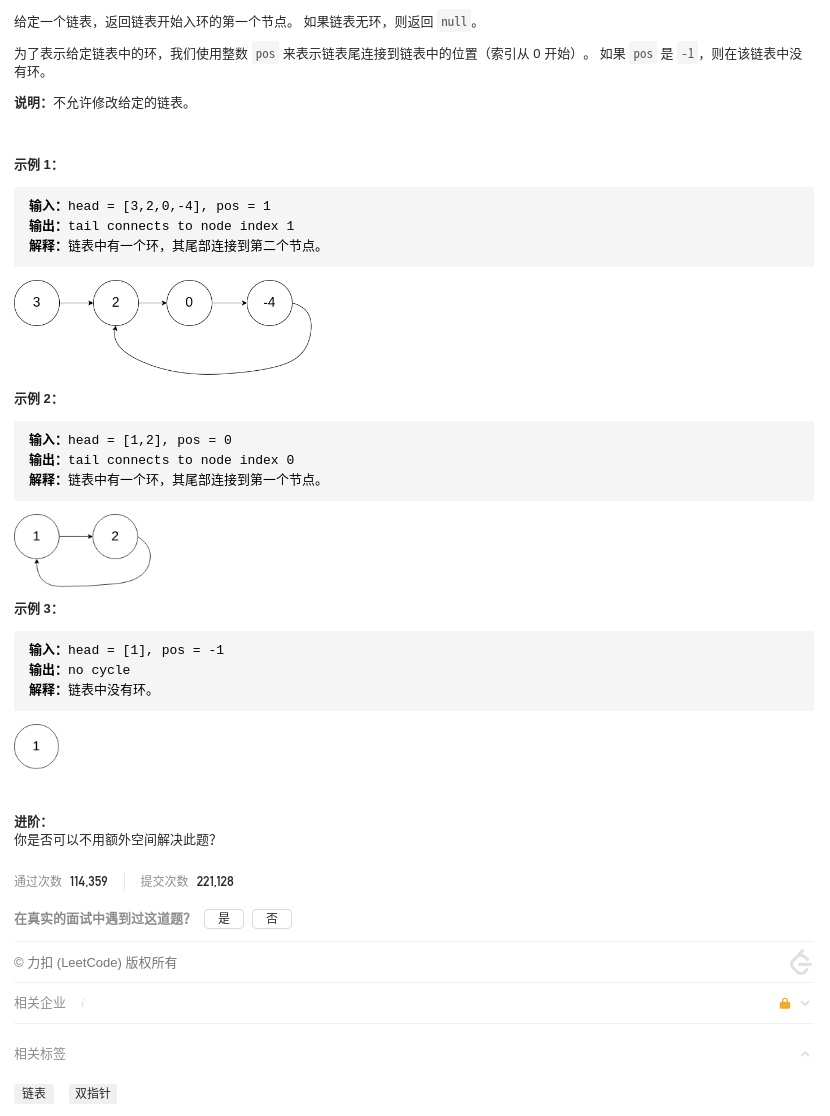 给定一个链表，返回链表开始入环的第一个节点。 如果链表无环，则返回 null。
为了表示给定链表中的环，我们使用整数 pos 来表示链表尾连接到链表中的位置（索引从 0 开始）。 如果 pos 是 -1，则在该链表中没
有环。
说明：不允许修改给定的链表。
示例 1：
输入：head = [3,2,0,-4], pos = 1
输出：tail connects to node index 1
解释：链表中有一个环，其尾部连接到第二个节点。
3 2 0 -4
示例 2：
输入：head = [1,2], pos = 0
输出：tail connects to node index 0
解释：链表中有一个环，其尾部连接到第一个节点。
1 2
示例 3：
输入：head = [1], pos = -1
输出：no cycle
解释：链表中没有环。
1
进阶：
你是否可以不用额外空间解决此题？
通过次数 114,359 提交次数 221,128
在真实的面试中遇到过这道题？ 是 否
© 力扣 (LeetCode) 版权所有
相关企业 i
相关标签
链表 双指针